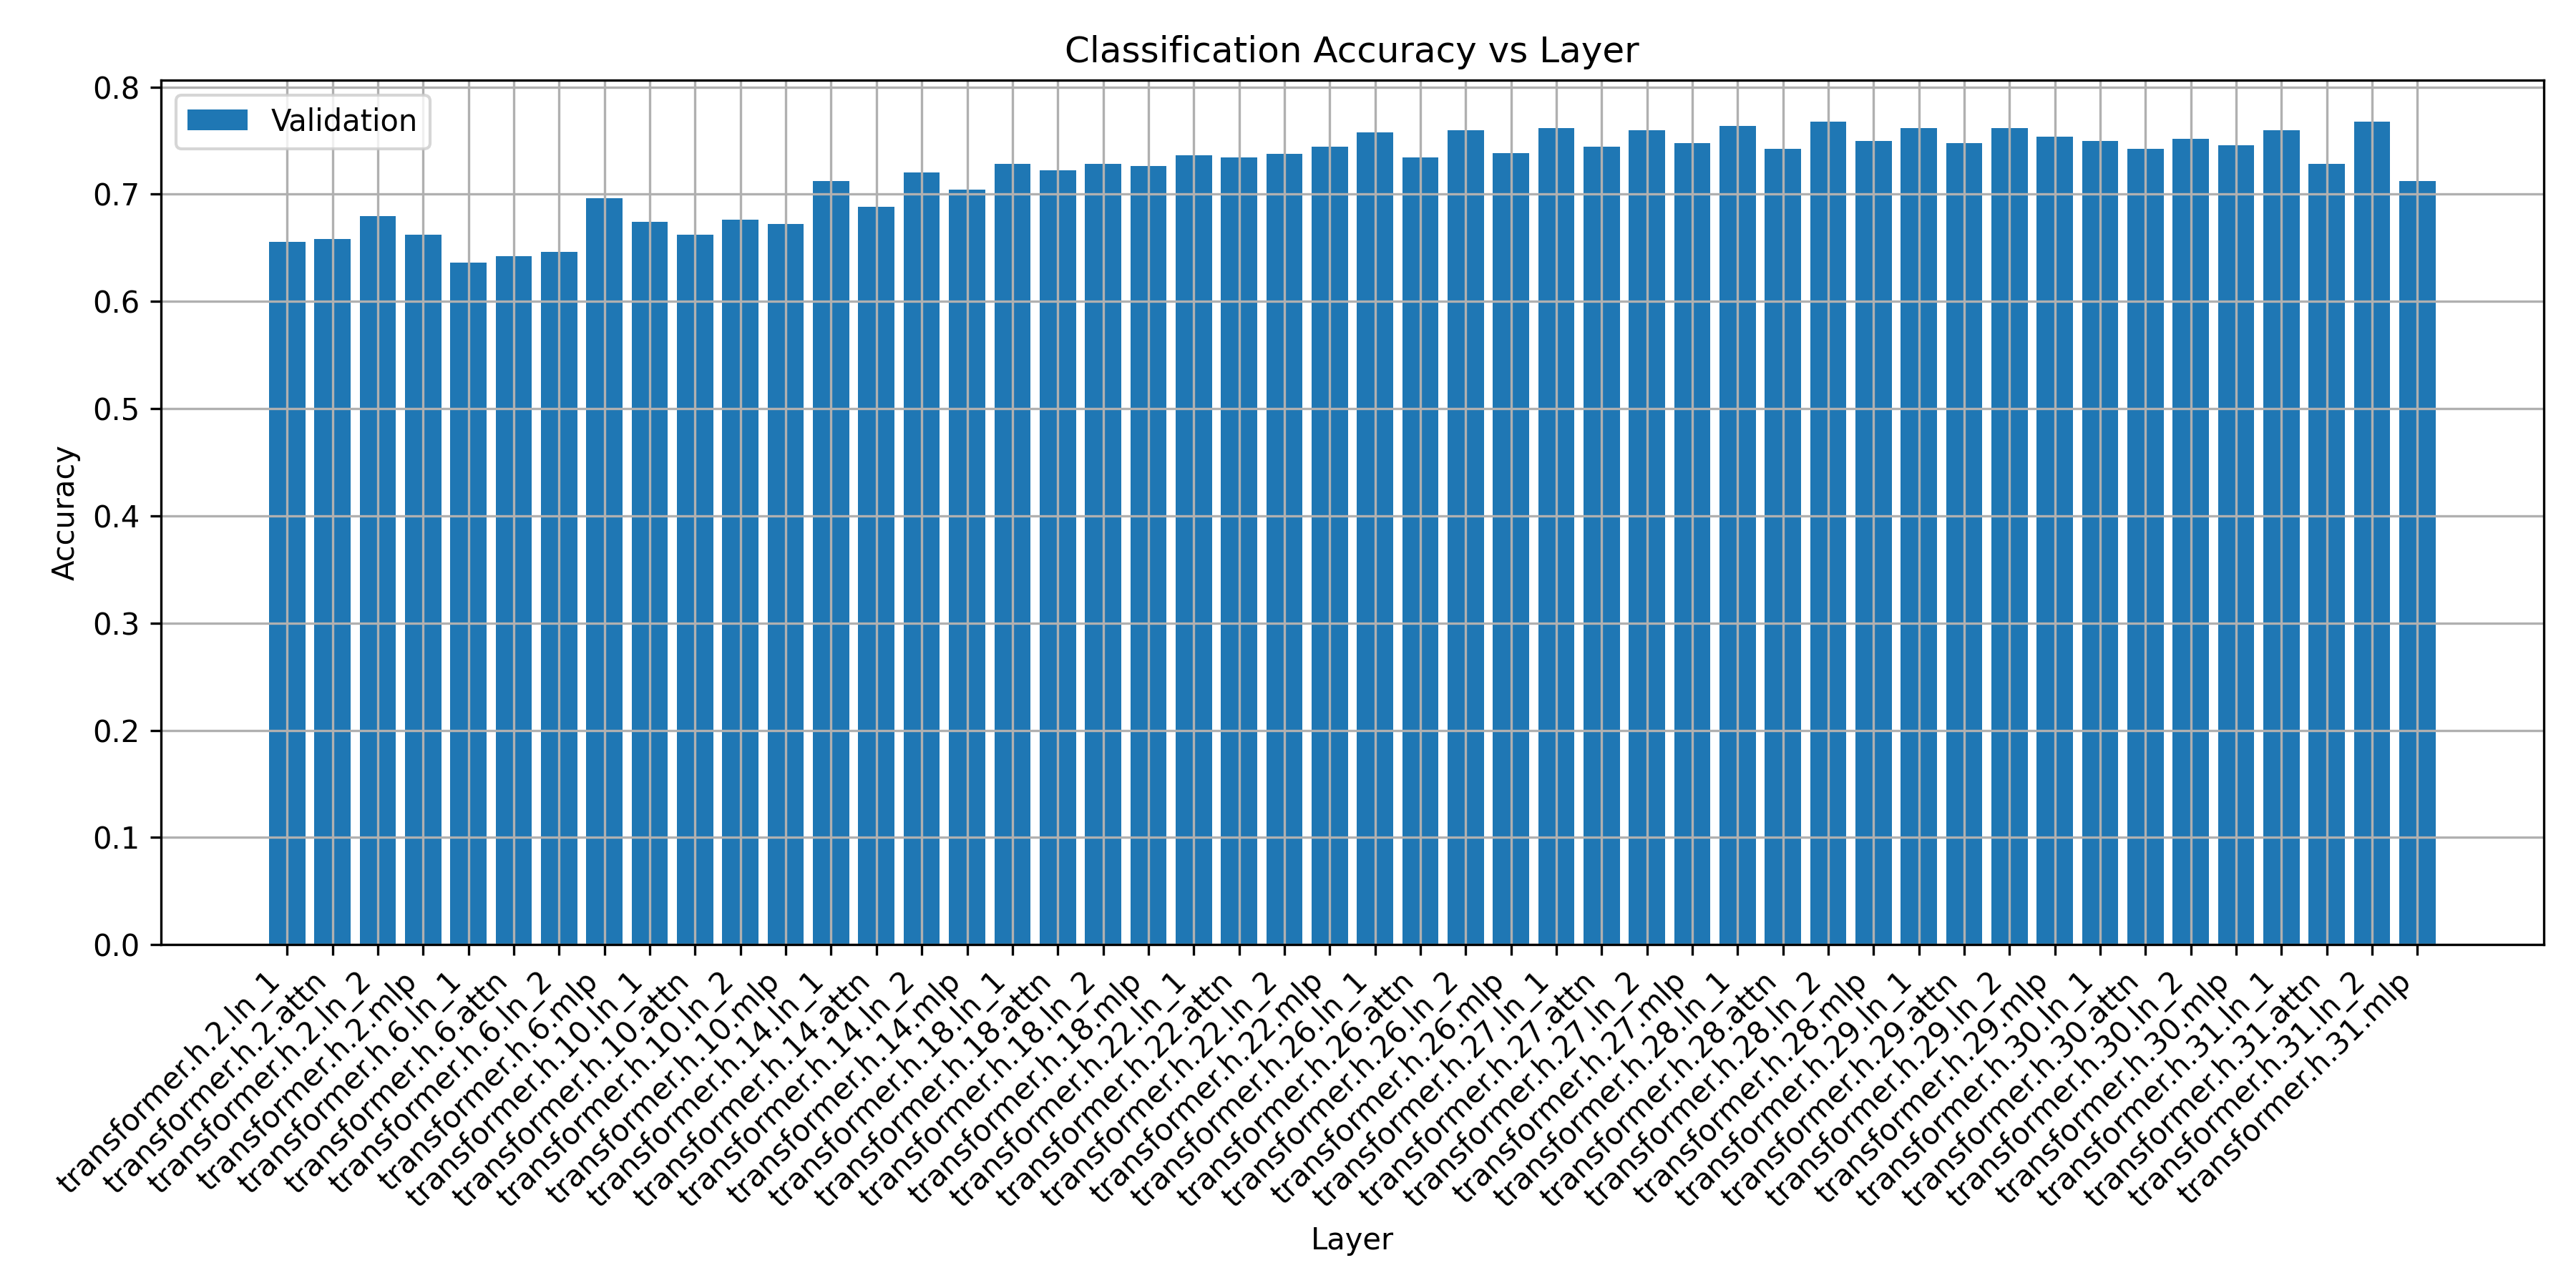 Classification Accuracy vs Layer
Validation
0.8
0.7
0.6
0.5
0.4
0.3
0.2
0.1
0.0
Accuracy
transformer.h.2.ln_1
transformer.h.2.attn
transformer.h.2.ln_2
transformer.h.2.mlp
transformer.h.6.ln_1
transformer.h.6.attn
transformer.h.6.ln_2
transformer.h.6.mlp
transformer.h.10.ln_1
transformer.h.10.attn
transformer.h.10.ln_2
transformer.h.10.mlp
transformer.h.14.ln_1
transformer.h.14.attn
transformer.h.14.ln_2
transformer.h.14.mlp
transformer.h.18.ln_1
transformer.h.18.attn
transformer.h.18.ln_2
transformer.h.18.mlp
transformer.h.22.ln_1
transformer.h.22.attn
transformer.h.22.ln_2
transformer.h.22.mlp
transformer.h.26.ln_1
transformer.h.26.attn
transformer.h.26.ln_2
transformer.h.26.mlp
transformer.h.27.ln_1
transformer.h.27.attn
transformer.h.27.ln_2
transformer.h.27.mlp
transformer.h.28.ln_1
transformer.h.28.attn
transformer.h.28.ln_2
transformer.h.28.mlp
transformer.h.29.ln_1
transformer.h.29.attn
transformer.h.29.ln_2
transformer.h.29.mlp
transformer.h.30.ln_1
transformer.h.30.attn
transformer.h.30.ln_2
transformer.h.30.mlp
transformer.h.31.ln_1
transformer.h.31.attn
transformer.h.31.ln_2
transformer.h.31.mlp
Layer